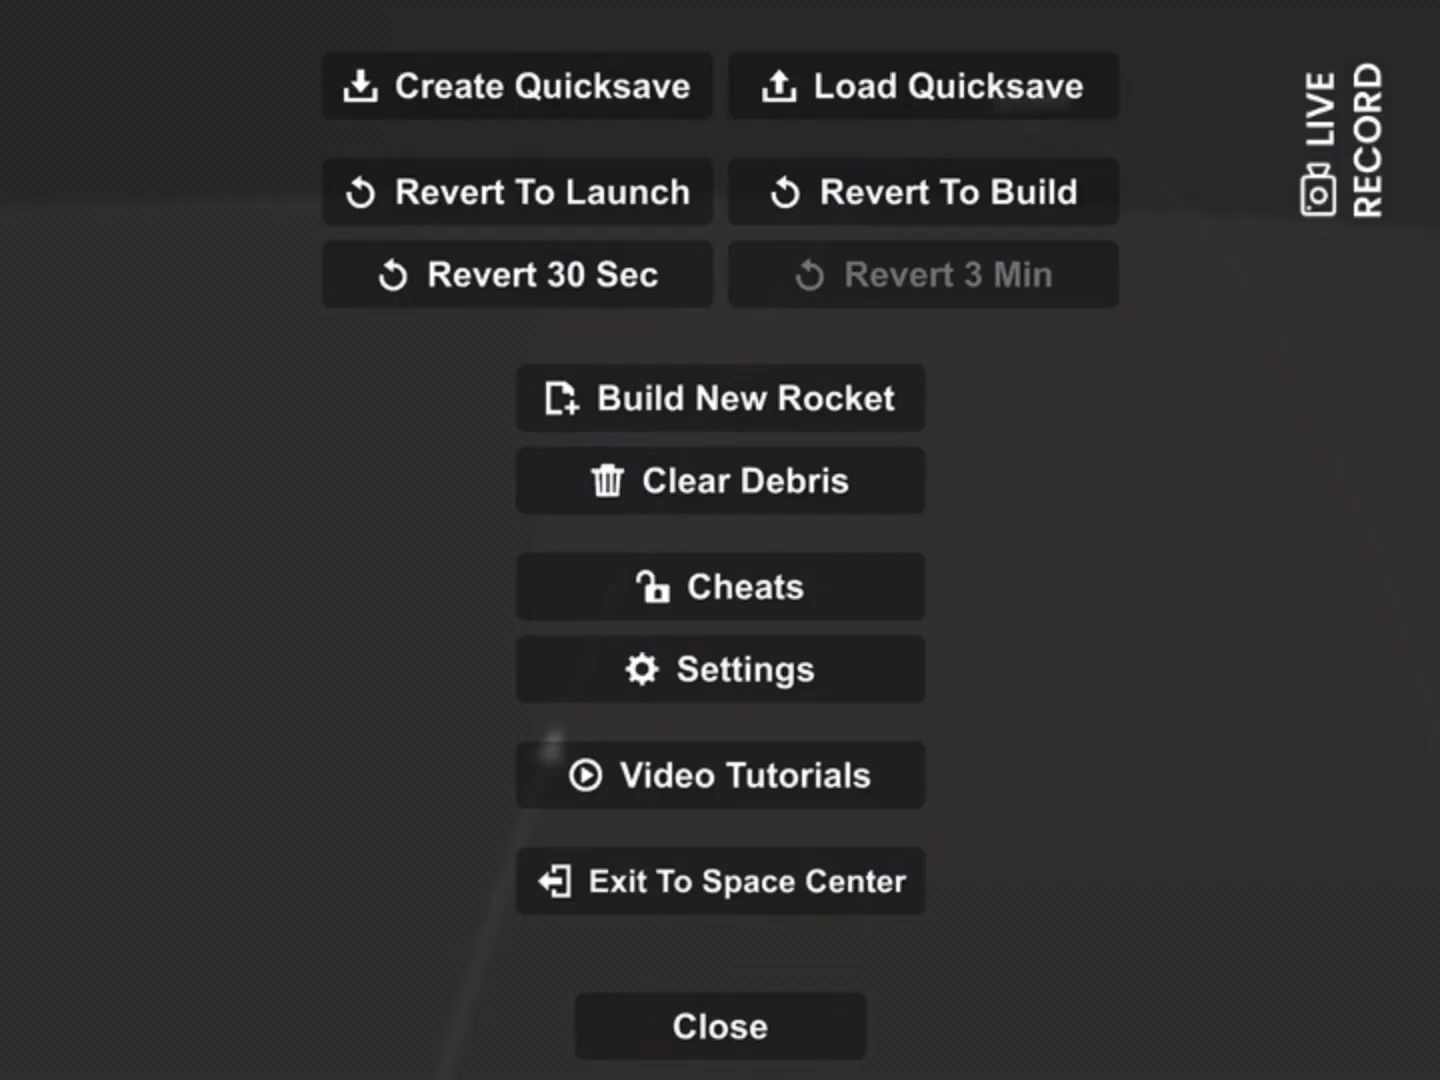 Create Quicksave
Load Quicksave
Revert To Launch
Revert To Build
Revert 30 Sec
Revert 3 Min
Build New Rocket
Clear Debris
Cheats
Settings
Video Tutorials
Exit To Space Center
Close
LIVE
RECORD